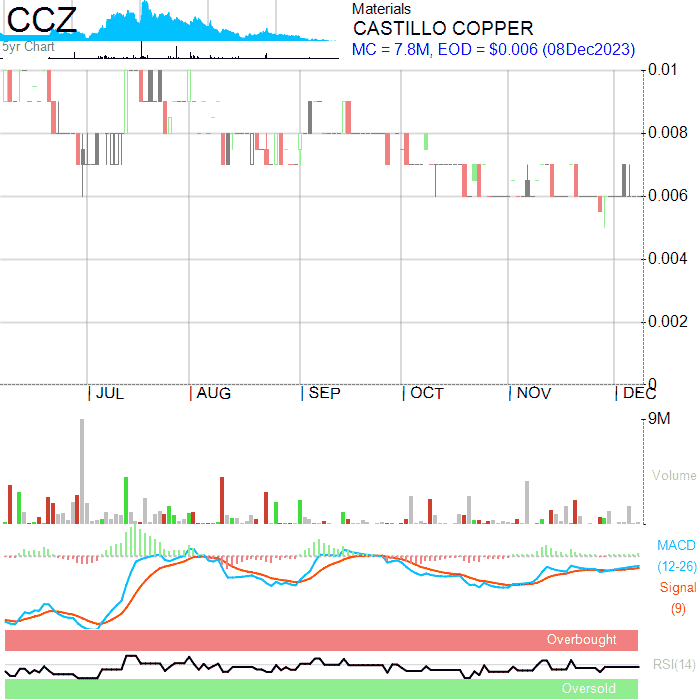 CCZ
5yr Chart
Materials
CASTILLO COPPER
MC = 7.8M, EOD = $0.006 (08Dec2023)
0.01
0.008
0.006
0.004
0.002
0
JUL AUG SEP OCT NOV DEC
9M
Volume
MACD
(12-26)
Signal
(9)
Overbought
RSI(14)
Oversold